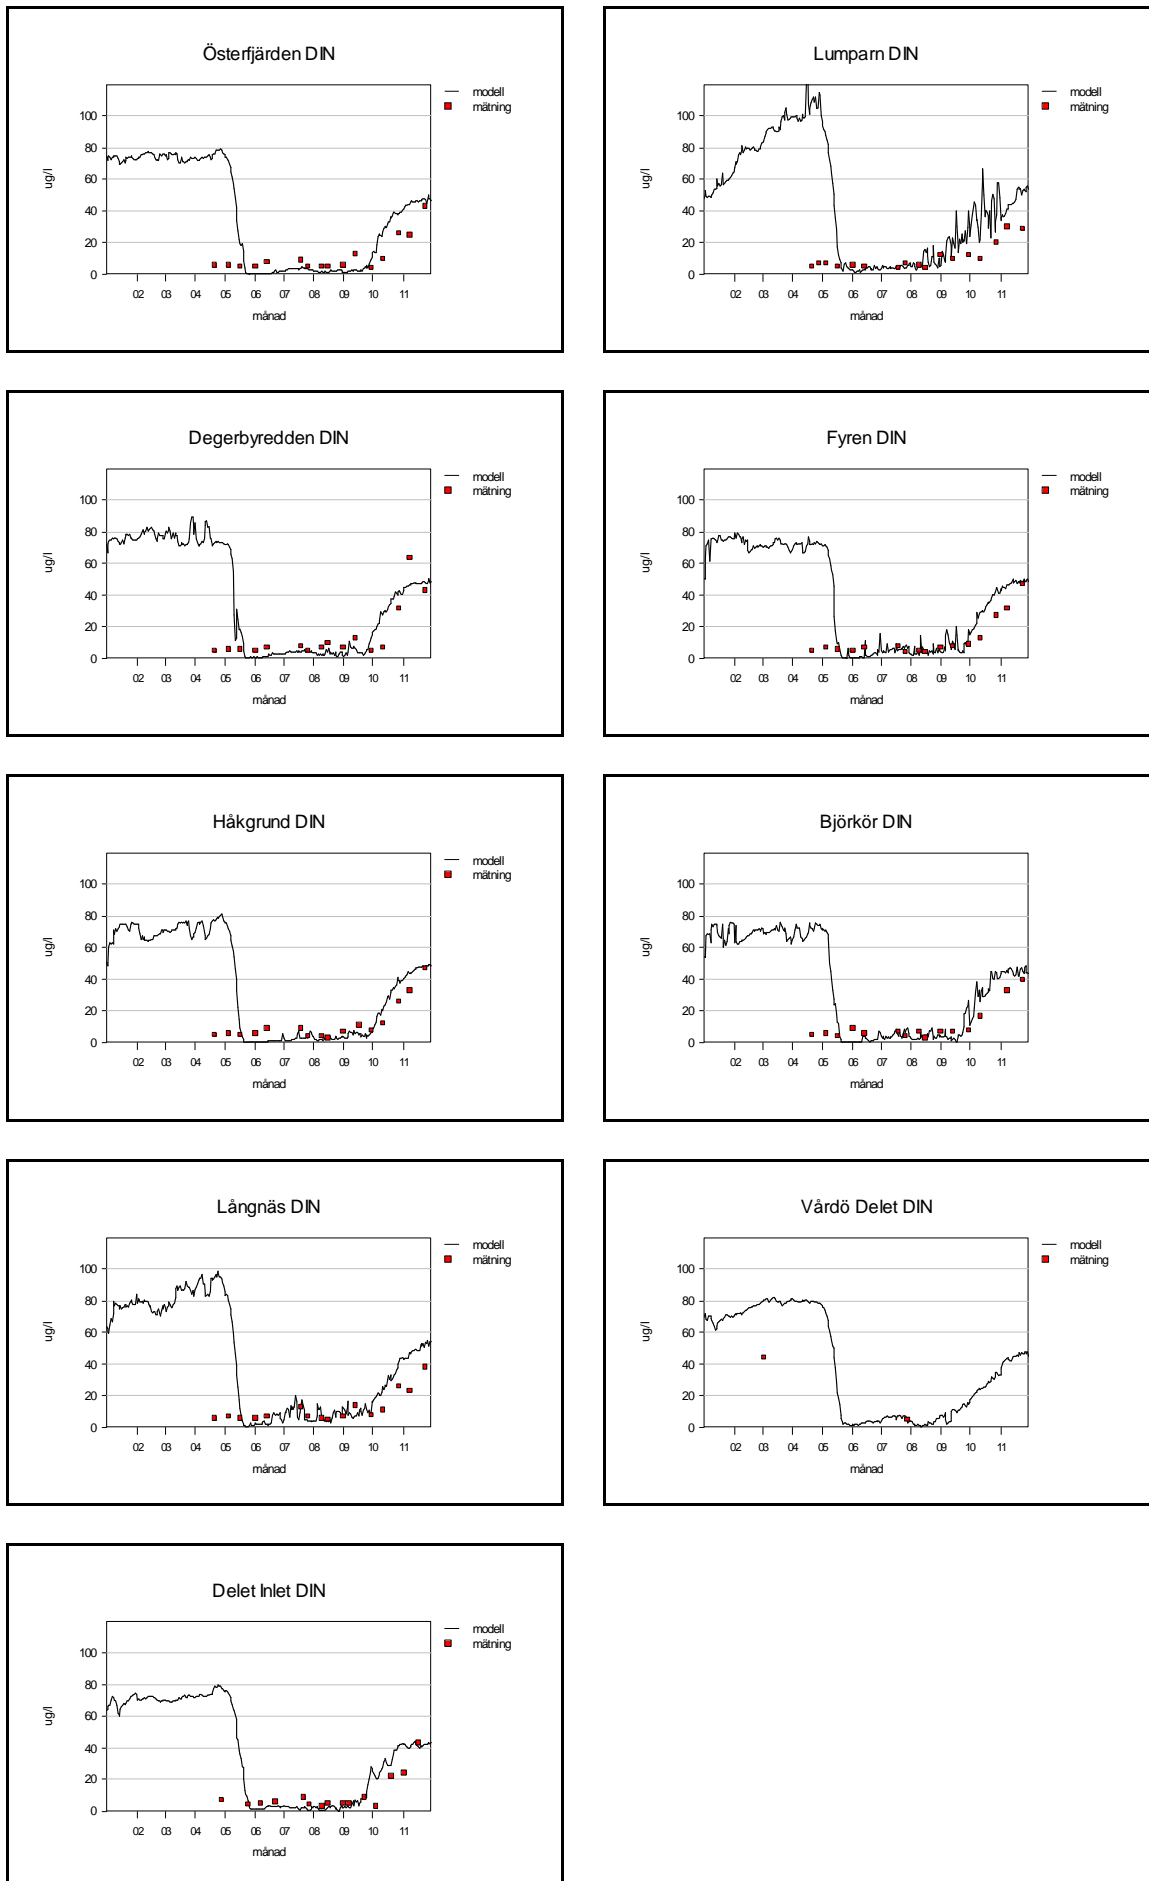 Österfjärden DIN
modell
mätning
100
80
60
40
20
0
ug/l
02 03 04 05 06 07 08 09 10 11
månad
Lumparn DIN
modell
mätning
100
80
60
40
20
0
ug/l
02 03 04 05 06 07 08 09 10 11
månad
Degerbyredden DIN
modell
mätning
100
80
60
40
20
0
ug/l
02 03 04 05 06 07 08 09 10 11
månad
Fyren DIN
modell
mätning
100
80
60
40
20
0
ug/l
02 03 04 05 06 07 08 09 10 11
månad
Håkgrund DIN
modell
mätning
100
80
60
40
20
0
ug/l
02 03 04 05 06 07 08 09 10 11
månad
Björkör DIN
modell
mätning
100
80
60
40
20
0
ug/l
02 03 04 05 06 07 08 09 10 11
månad
Långnäs DIN
modell
mätning
100
80
60
40
20
0
ug/l
02 03 04 05 06 07 08 09 10 11
månad
Vårdö Delet DIN
modell
mätning
100
80
60
40
20
0
ug/l
02 03 04 05 06 07 08 09 10 11
månad
Delet Inlet DIN
modell
mätning
100
80
60
40
20
0
ug/l
02 03 04 05 06 07 08 09 10 11
månad